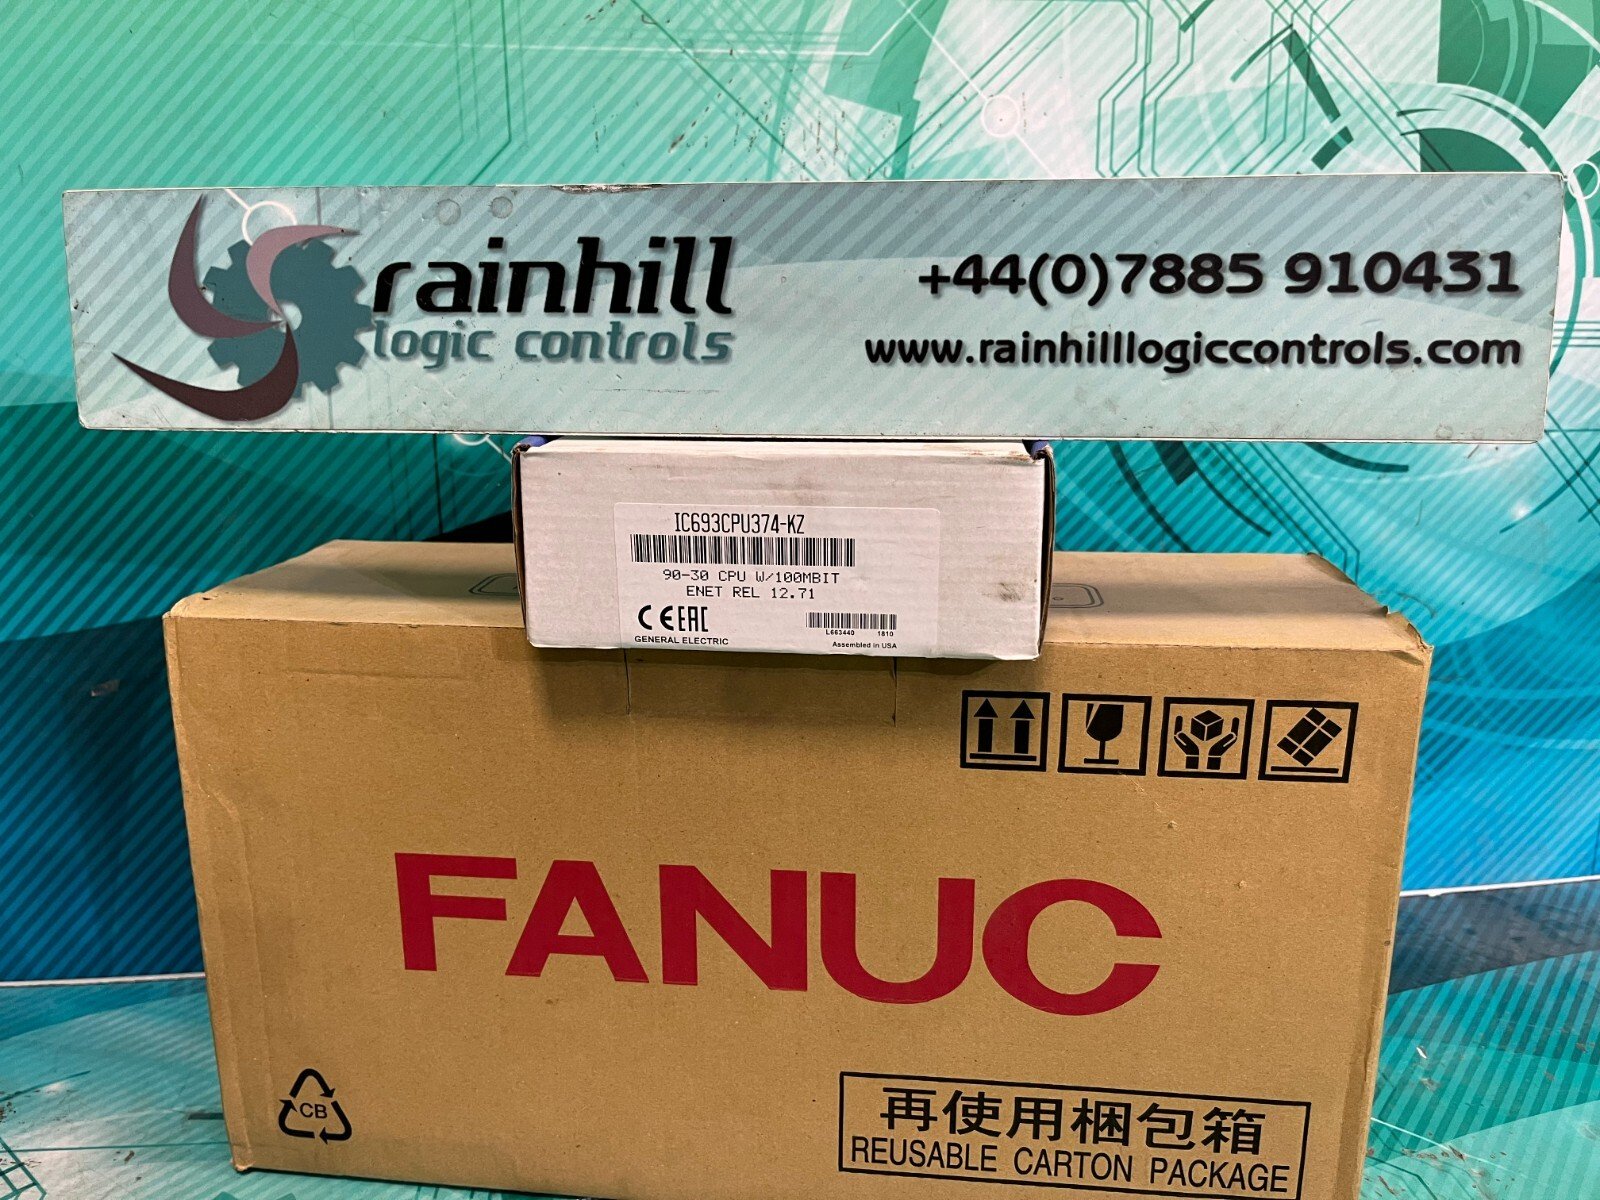 rainhill
logic controls
+44(0)7885 910431
www.rainhilllogiccontrols.com
IC693CPU374-KZ
90-30 CPU W/100MBIT
ENET REL 12.71
CE EAC
GENERAL ELECTRIC
L663440 1810
Assembled in USA
FANUC
CB
再使用梱包箱
REUSABLE CARTON PACKAGE